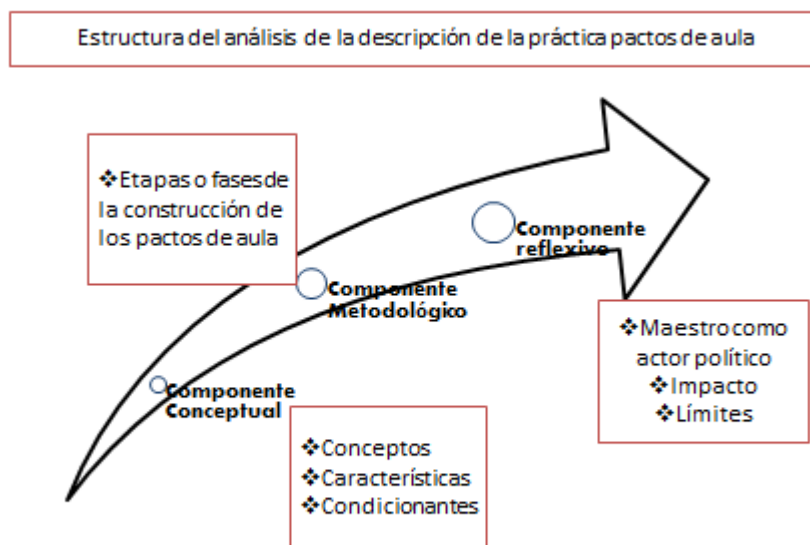 Estructura del análisis de la descripción de la práctica pactos de aula
❖Etapas o fases de
la construcción de
los pactos de aula
Componente
reflexivo
Componente
Metodológico
❖Maestro como
actor político
❖Impacto
❖Límites
Componente
Conceptual
❖Conceptos
❖Características
❖Condicionantes